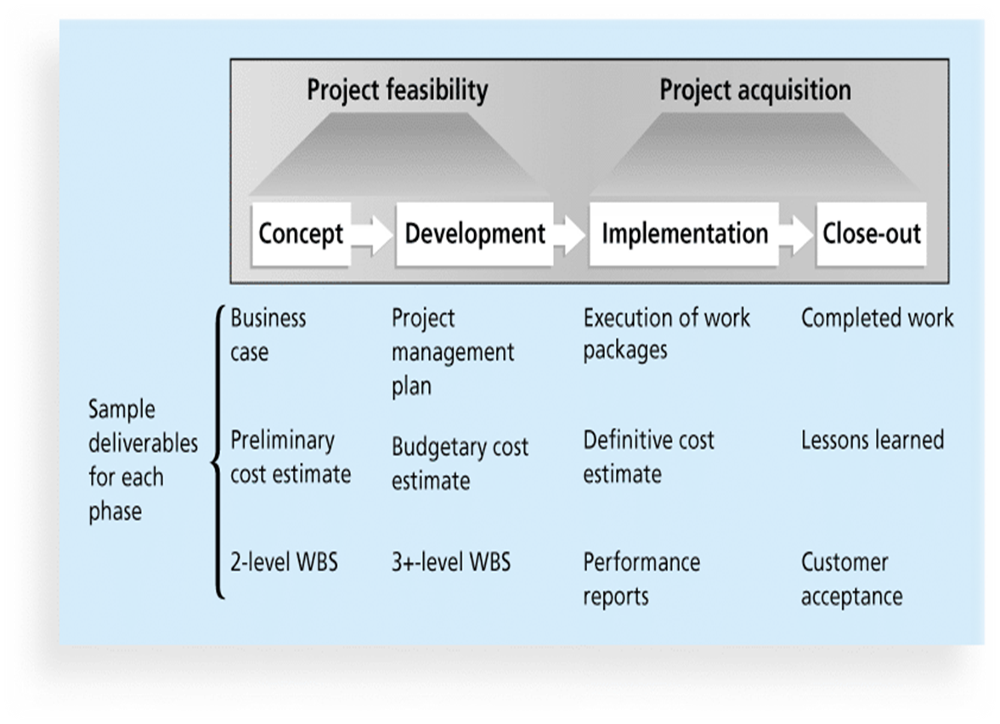 Project feasibility
Project acquisition
Concept
Development
Implementation
Close-out
Sample
deliverables
for each
phase
Business
case
Project
management
plan
Execution of work
packages
Completed work
Preliminary
cost estimate
Budgetary cost
estimate
Definitive cost
estimate
Lessons learned
2-level WBS
3+-level WBS
Performance
reports
Customer
acceptance